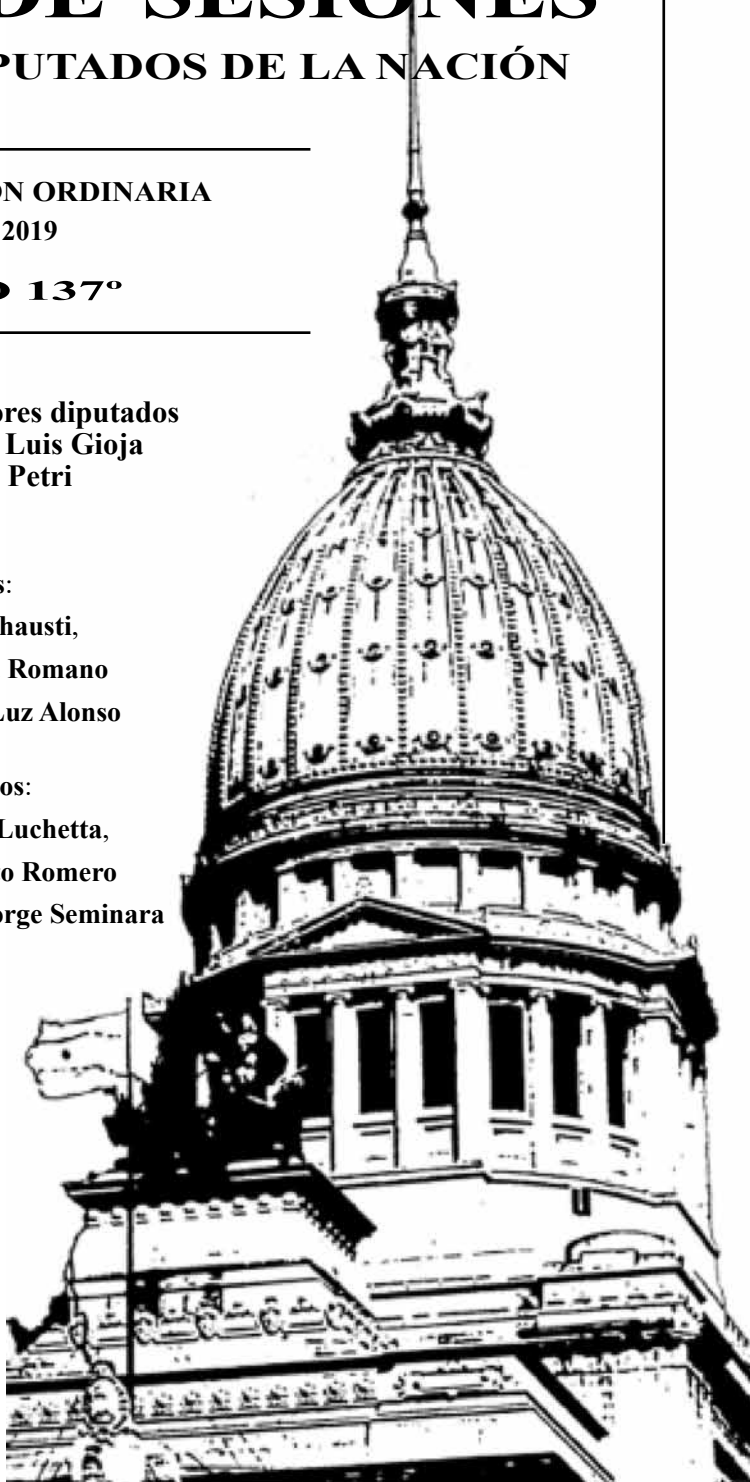 DE SESIONES
PUTADOS DE LA NACIÓN
N ORDINARIA
2019
137º
ores diputados
Luis Gioja
Petri
s:
hausti,
Romano
Luz Alonso
os:
Luchetta,
o Romero
orge Seminara